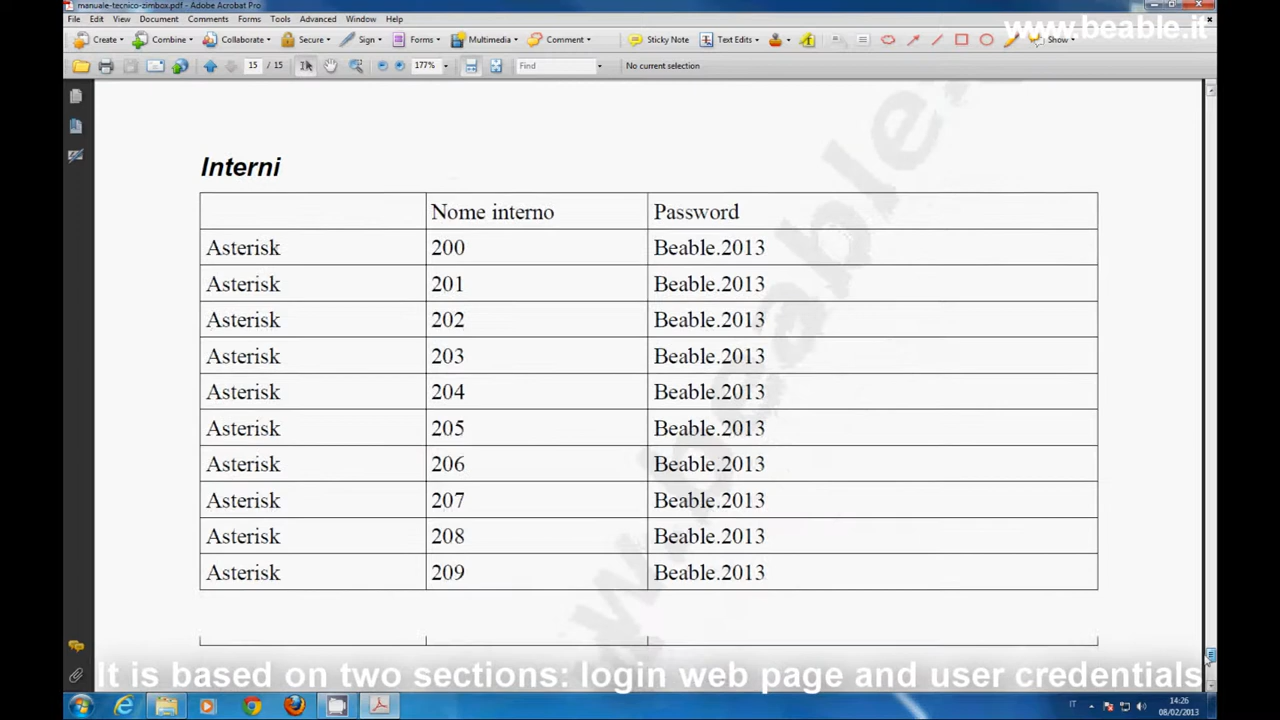 manuale-tecnico-zimbox.pdf - Adobe Acrobat Pro
File Edit View Document Comments Forms Tools Advanced Window Help
www.beable.it
Create Combine Collaborate Secure Sign Forms Multimedia Comment Sticky Note Text Edits Show
15 / 15 177% Find No current selection
Interni
Nome interno Password
Asterisk 200 Beable.2013
Asterisk 201 Beable.2013
Asterisk 202 Beable.2013
Asterisk 203 Beable.2013
Asterisk 204 Beable.2013
Asterisk 205 Beable.2013
Asterisk 206 Beable.2013
Asterisk 207 Beable.2013
Asterisk 208 Beable.2013
Asterisk 209 Beable.2013
www.beable.
It is based on two sections: login web page and user credentials
IT 14:26
08/02/2013